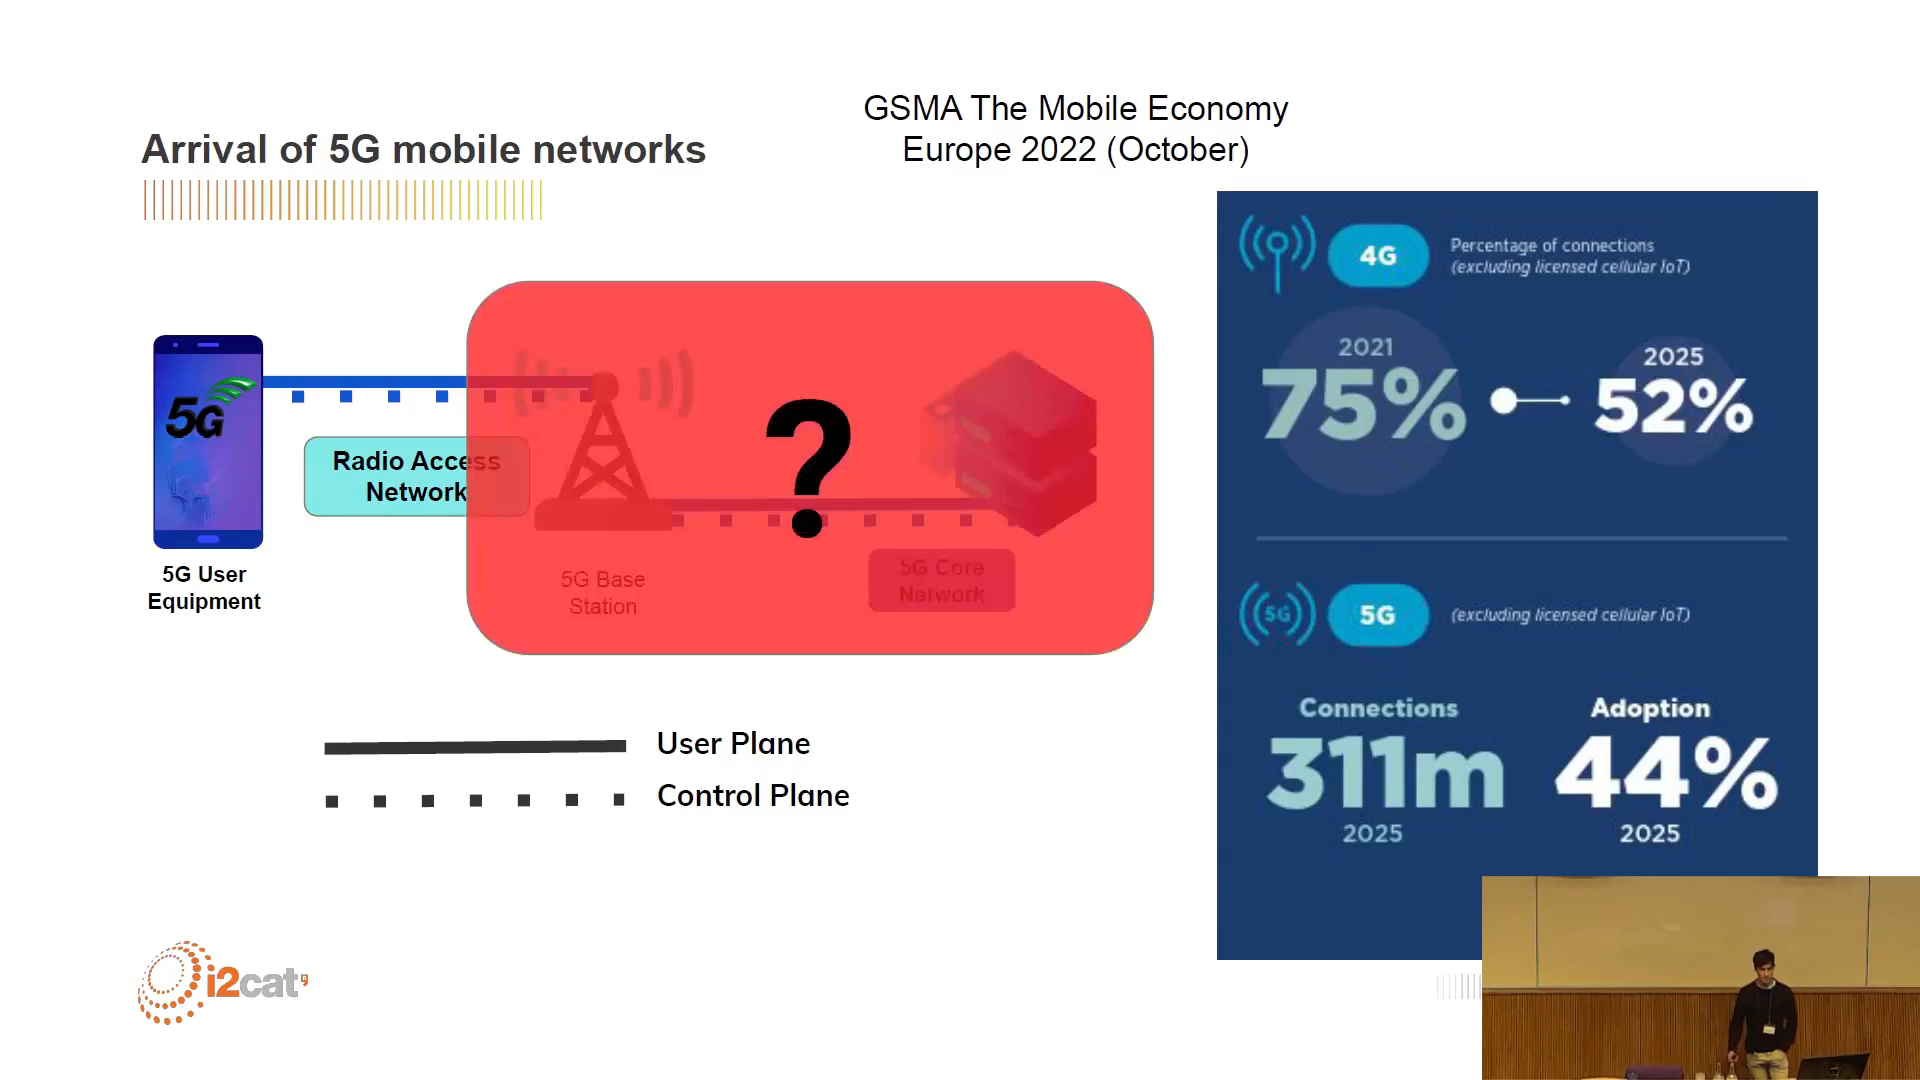 GSMA The Mobile Economy
Europe 2022 (October)
Arrival of 5G mobile networks
5G
Radio Access
Network
5G User
Equipment
?
5G Base
Station
5G Core
Network
User Plane
Control Plane
4G
Percentage of connections
(excluding licensed cellular IoT)
2021
75%
2025
52%
5G
5G
(excluding licensed cellular IoT)
Connections
311m
2025
Adoption
44%
2025
i2cat